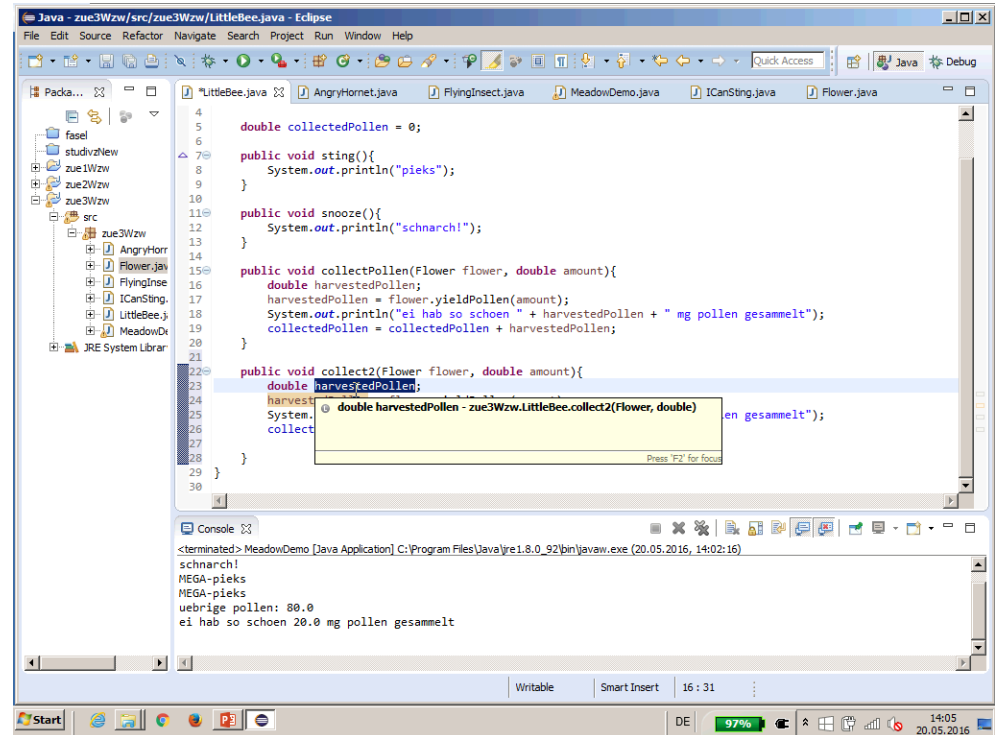 Java - zue3Wzw/src/zue3Wzw/LittleBee.java - Eclipse
File Edit Source Refactor Navigate Search Project Run Window Help
Quick Access
Java
Debug
Packa...
*LittleBee.java
AngryHornet.java
FlyingInsect.java
MeadowDemo.java
ICanSting.java
Flower.java
fasel
studivzNew
zue1Wzw
zue2Wzw
zue3Wzw
src
zue3Wzw
AngryHorr
Flower.jav
FlyingInse
ICanSting.
LittleBee.j
MeadowDe
JRE System Librar
4
5 double collectedPollen = 0;
6
7 public void sting(){
8 System.out.println("pieks");
9 }
10
11 public void snooze(){
12 System.out.println("schnarch!");
13 }
14
15 public void collectPollen(Flower flower, double amount){
16 double harvestedPollen;
17 harvestedPollen = flower.yieldPollen(amount);
18 System.out.println("ei hab so schoen " + harvestedPollen + " mg pollen gesammelt");
19 collectedPollen = collectedPollen + harvestedPollen;
20 }
21
22 public void collect2(Flower flower, double amount){
23 double harvestedPollen;
24 harvest
25 System. en gesammelt");
26 collect
27
28 }
29 }
30
double harvestedPollen - zue3Wzw.LittleBee.collect2(Flower, double)
Press 'F2' for focus
Console
<terminated> MeadowDemo [Java Application] C:\Program Files\Java\jre1.8.0_92\bin\javaw.exe (20.05.2016, 14:02:16)
schnarch!
MEGA-pieks
MEGA-pieks
uebrige pollen: 80.0
ei hab so schoen 20.0 mg pollen gesammelt
Writable
Smart Insert
16 : 31
Start
DE
97%
14:05
20.05.2016